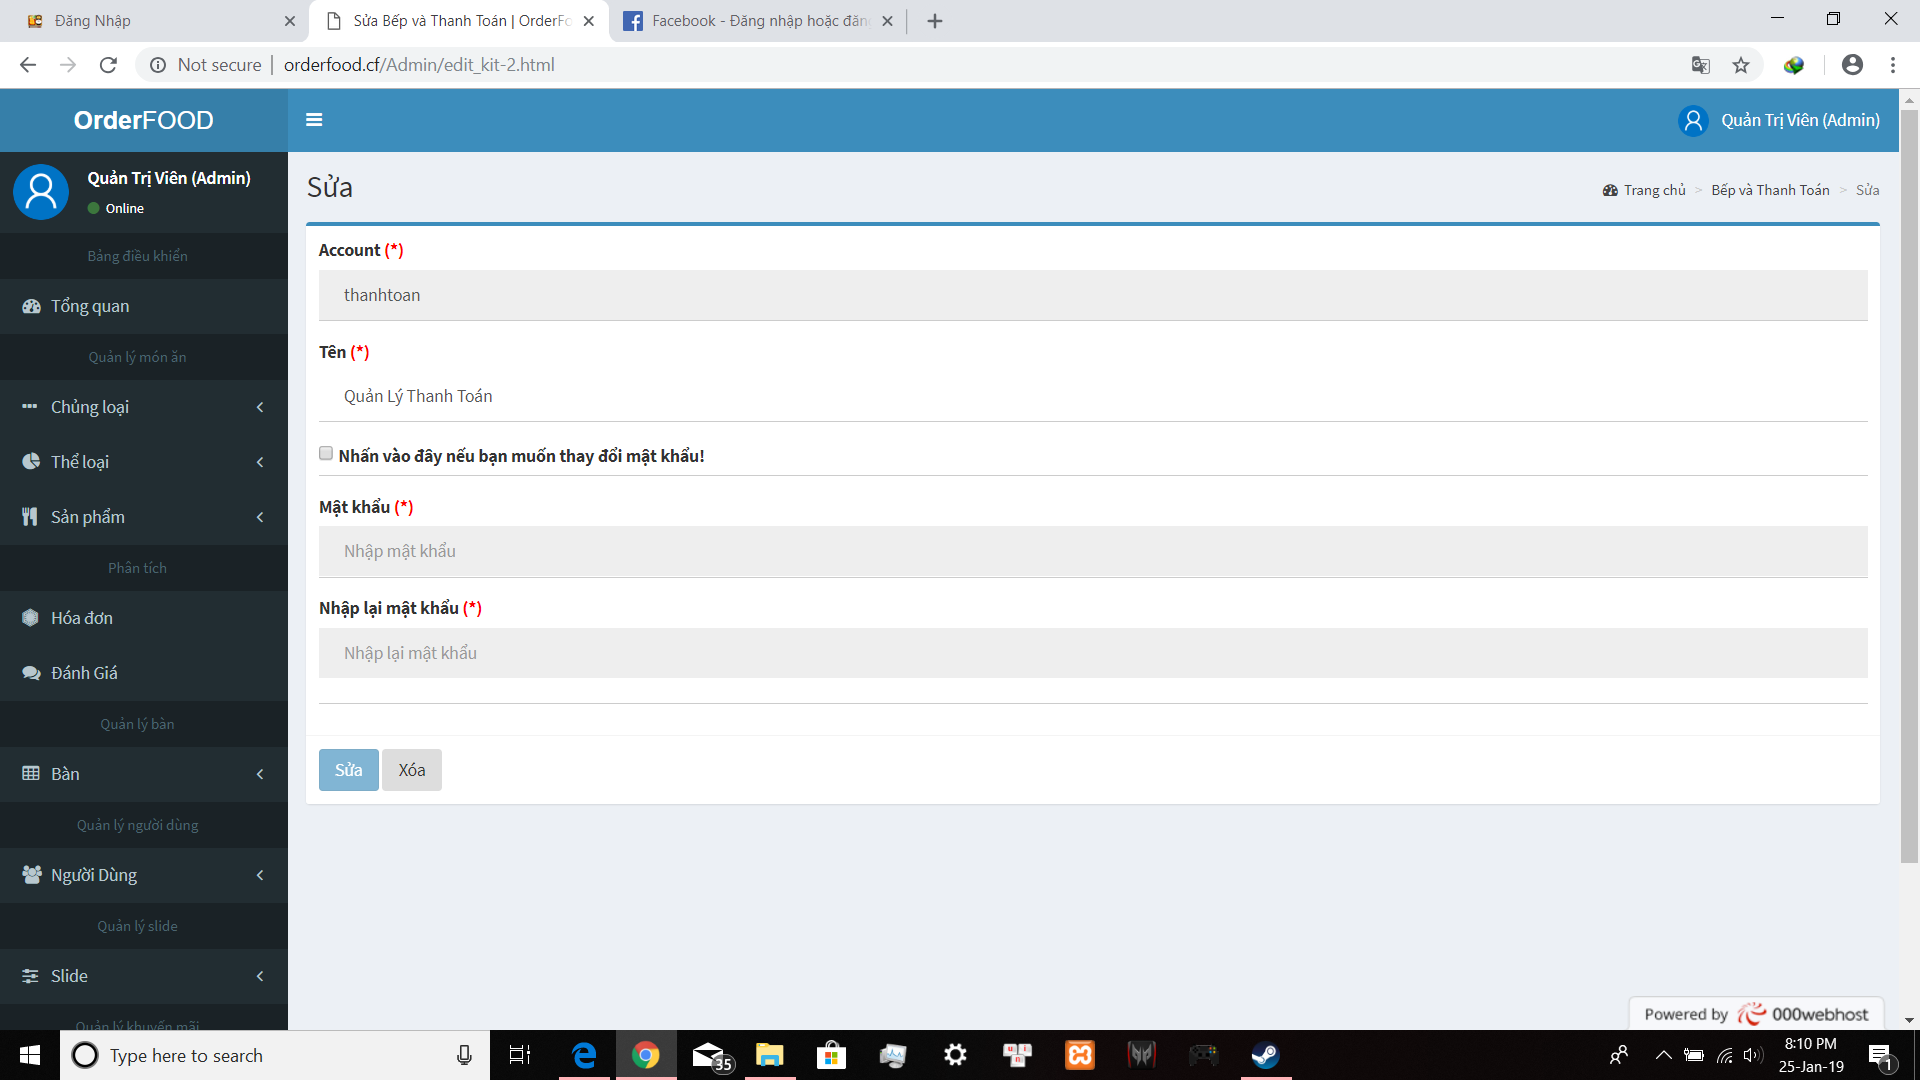 Đăng Nhập
Sửa Bếp và Thanh Toán | OrderFo
Facebook - Đăng nhập hoặc đăn
Not secure | orderfood.cf/Admin/edit_kit-2.html
OrderFOOD
Quản Trị Viên (Admin)
Quản Trị Viên (Admin)
Online
Bảng điều khiển
Tổng quan
Quản lý món ăn
Chủng loại
Thể loại
Sản phẩm
Phân tích
Hóa đơn
Đánh Giá
Quản lý bàn
Bàn
Quản lý người dùng
Người Dùng
Quản lý slide
Slide
Quản lý khuyến mãi
Sửa
Trang chủ > Bếp và Thanh Toán > Sửa
Account (*)
thanhtoan
Tên (*)
Quản Lý Thanh Toán
Nhấn vào đây nếu bạn muốn thay đổi mật khẩu!
Mật khẩu (*)
Nhập mật khẩu
Nhập lại mật khẩu (*)
Nhập lại mật khẩu
Sửa Xóa
Powered by 000webhost
Type here to search
35
8:10 PM
25-Jan-19
1